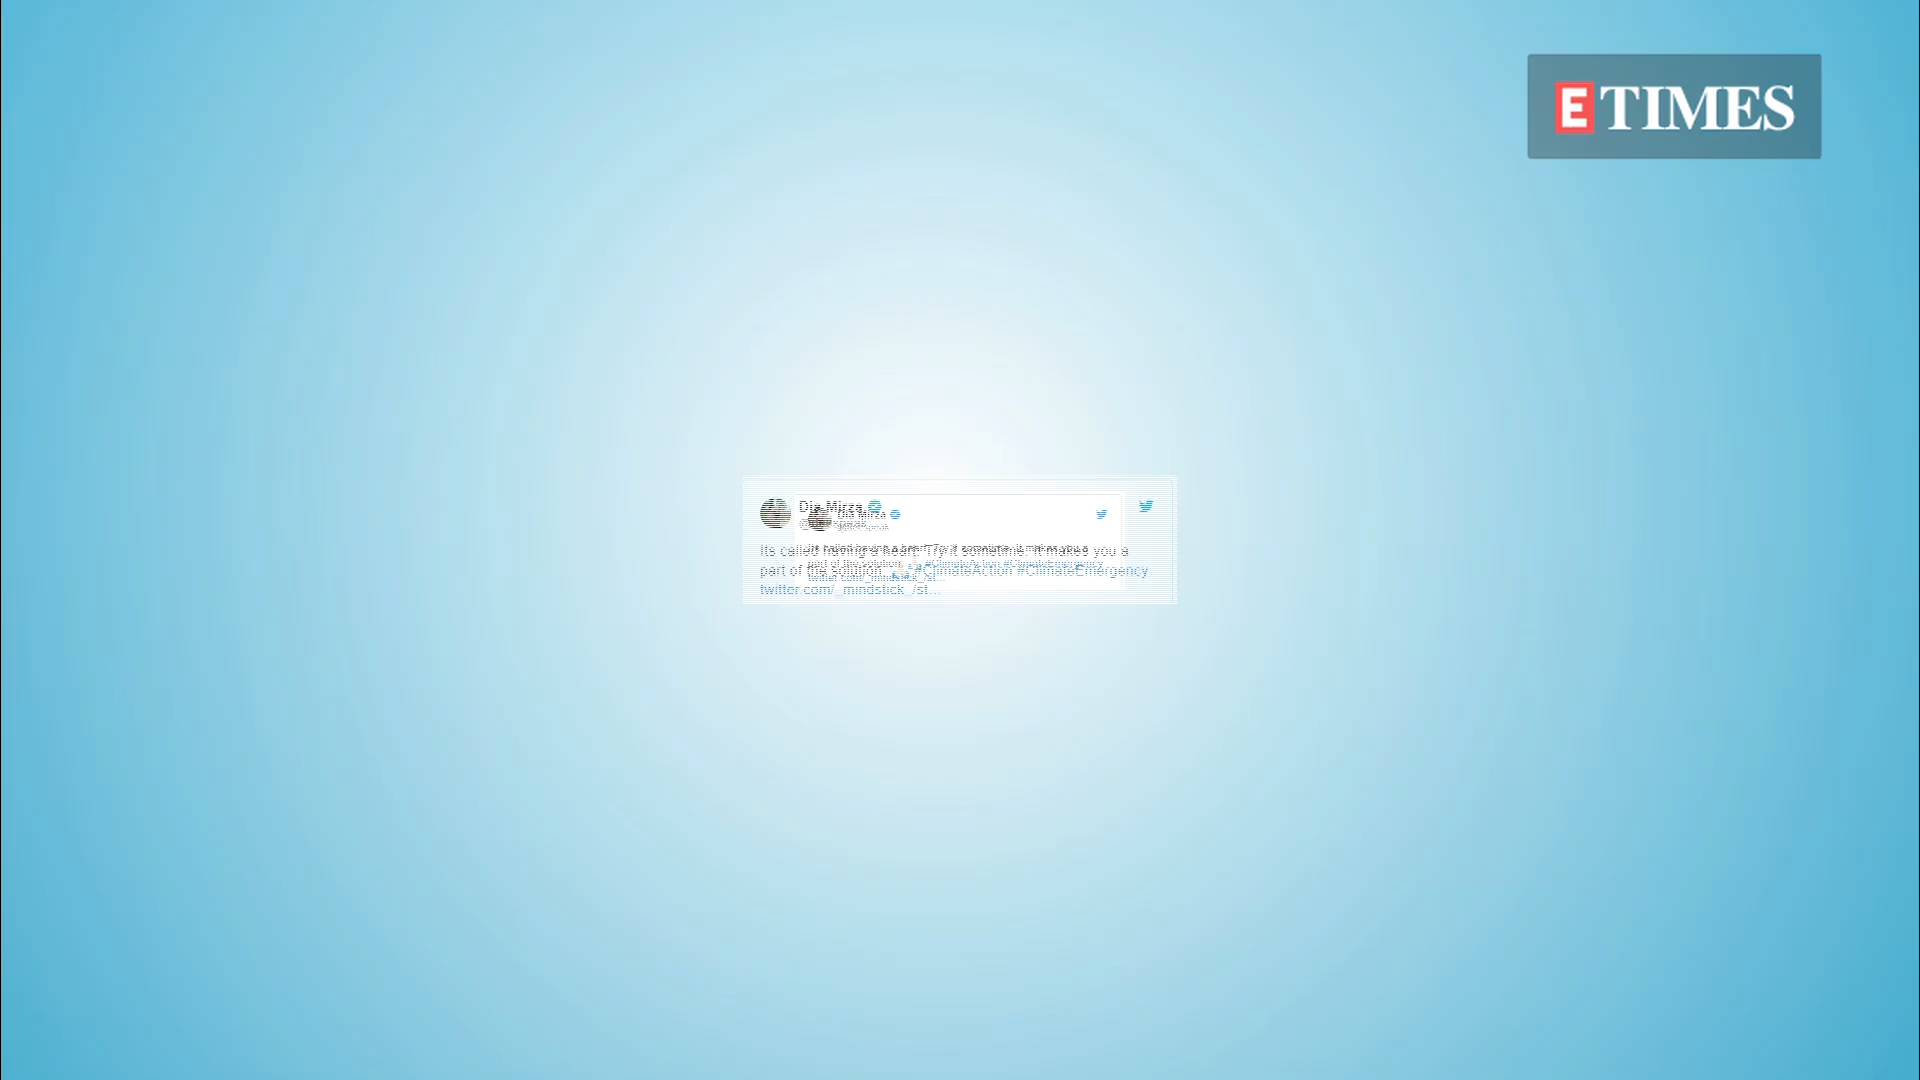 E TIMES
Dia Mirza
Its called having a heart. Try it sometime. It makes you a
part of the solution. #ClimateAction #ClimateEmergency
twitter.com/_mindstick_/st...